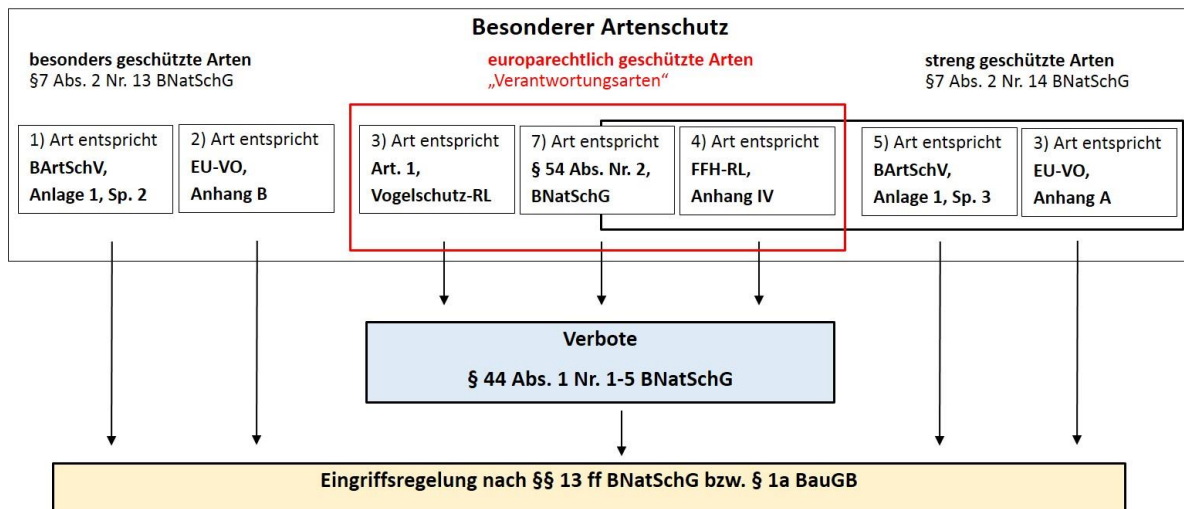 Besonderer Artenschutz
besonders geschützte Arten
§7 Abs. 2 Nr. 13 BNatSchG
europarechtlich geschützte Arten
„Verantwortungsarten“
streng geschützte Arten
§7 Abs. 2 Nr. 14 BNatSchG
1) Art entspricht
BArtSchV,
Anlage 1, Sp. 2
2) Art entspricht
EU-VO,
Anhang B
3) Art entspricht
Art. 1,
Vogelschutz-RL
7) Art entspricht
§ 54 Abs. Nr. 2,
BNatSchG
4) Art entspricht
FFH-RL,
Anhang IV
5) Art entspricht
BArtSchV,
Anlage 1, Sp. 3
3) Art entspricht
EU-VO,
Anhang A
Verbote
§ 44 Abs. 1 Nr. 1-5 BNatSchG
Eingriffsregelung nach §§ 13 ff BNatSchG bzw. § 1a BauGB